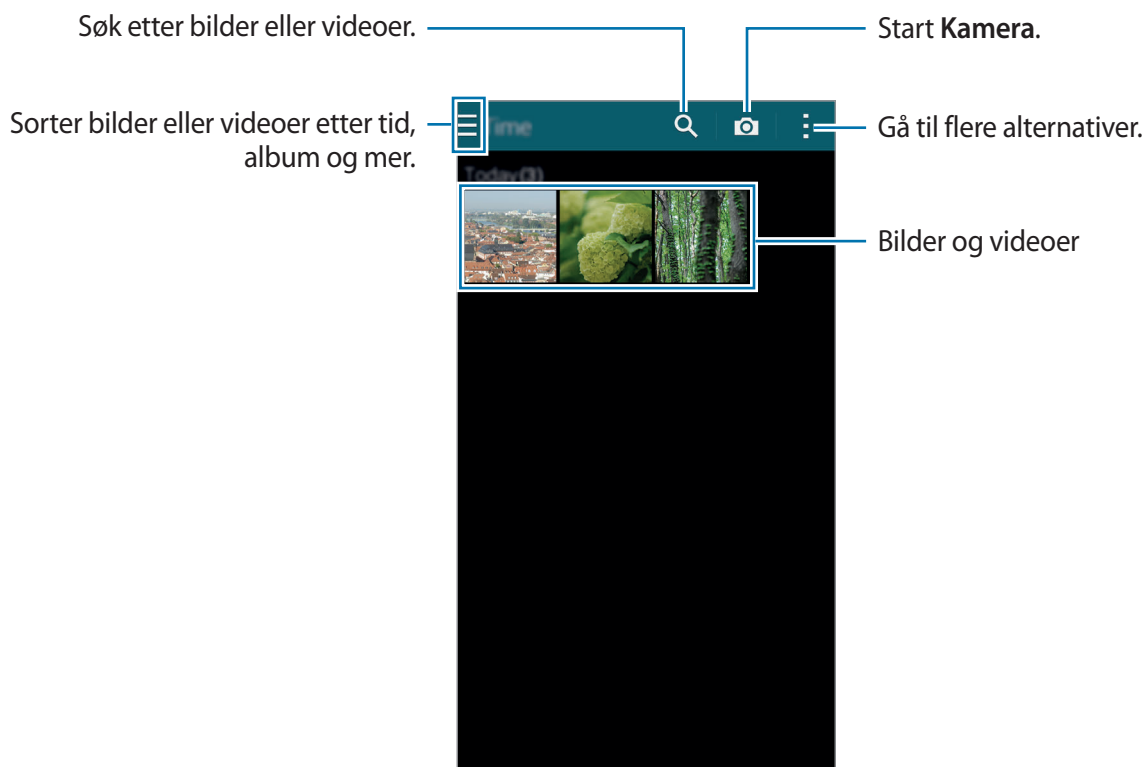 Søk etter bilder eller videoer.
Start Kamera.
Sorter bilder eller videoer etter tid,
album og mer.
Time
Gå til flere alternativer.
Today(3)
Bilder og videoer